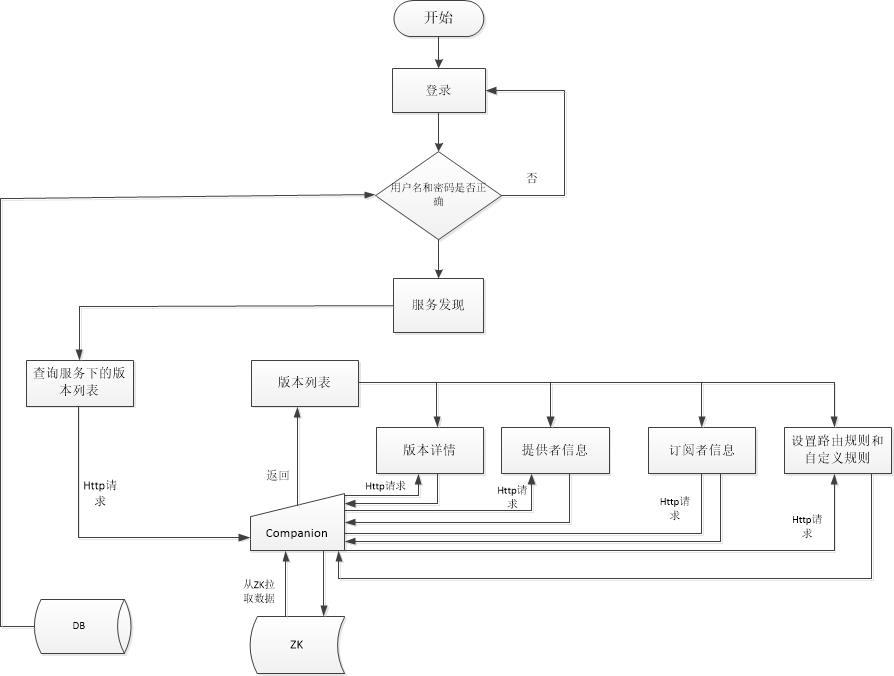 开始
登录
用户名和密码是否正
确
否
服务发现
查询服务下的版
本列表
版本列表
版本详情
提供者信息
订阅者信息
设置路由规则和
自定义规则
返回
Http请求
Http请
求
Http请
求
Http请
求
Http请
求
Companion
从ZK拉
取数据
DB
ZK